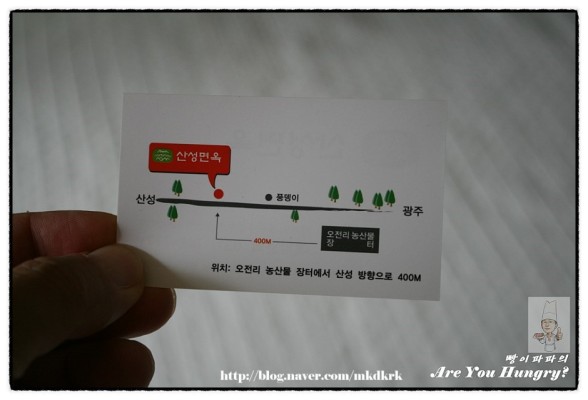 산성면옥
산성
풍뎅이
광주
400M
오전리 농산물
장 터
위치: 오전리 농산물 장터에서 산성 방향으로 400M
빵이파파의
http://blog.naver.com/mkdkrk
Are You Hungry?